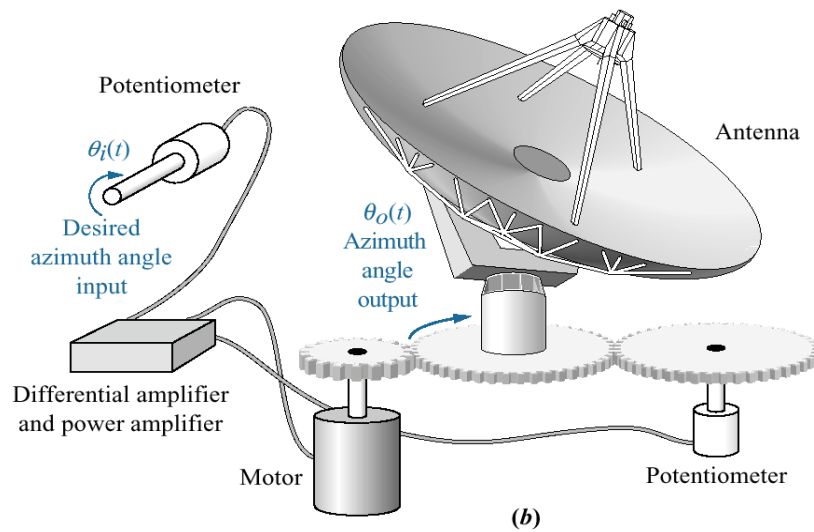 Potentiometer
θi(t)
Desired
azimuth angle
input
Antenna
θo(t)
Azimuth
angle
output
Differential amplifier
and power amplifier
Motor
Potentiometer
(b)